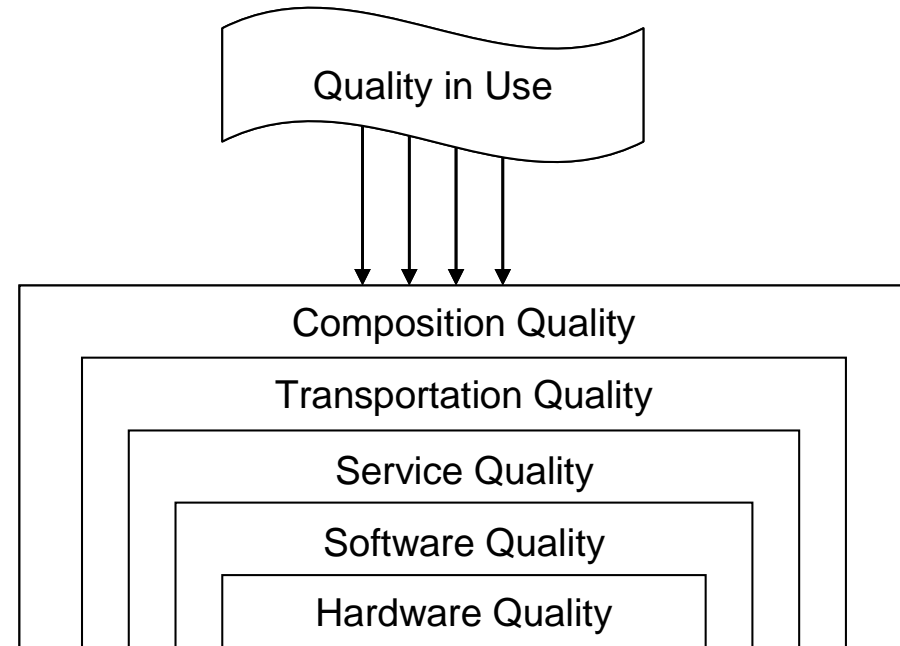 Quality in Use
Composition Quality
Transportation Quality
Service Quality
Software Quality
Hardware Quality